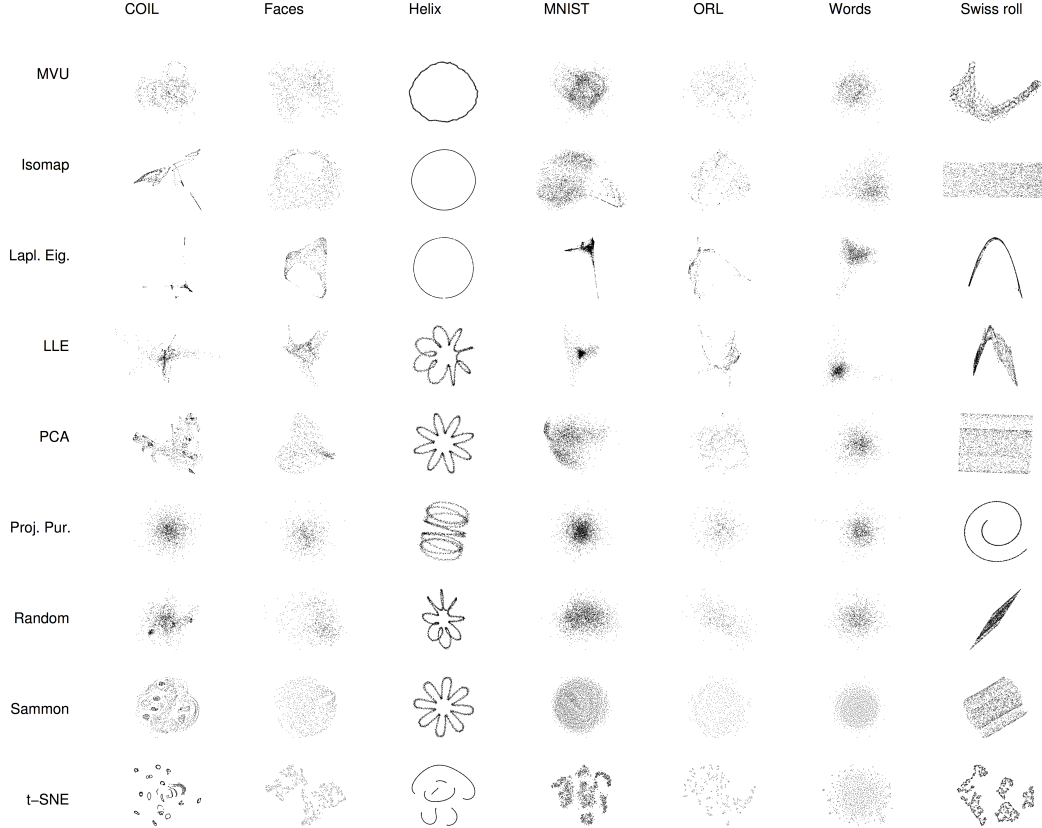 COIL Faces Helix MNIST ORL Words Swiss roll
MVU
Isomap
Lapl. Eig.
LLE
PCA
Proj. Pur.
Random
Sammon
t−SNE